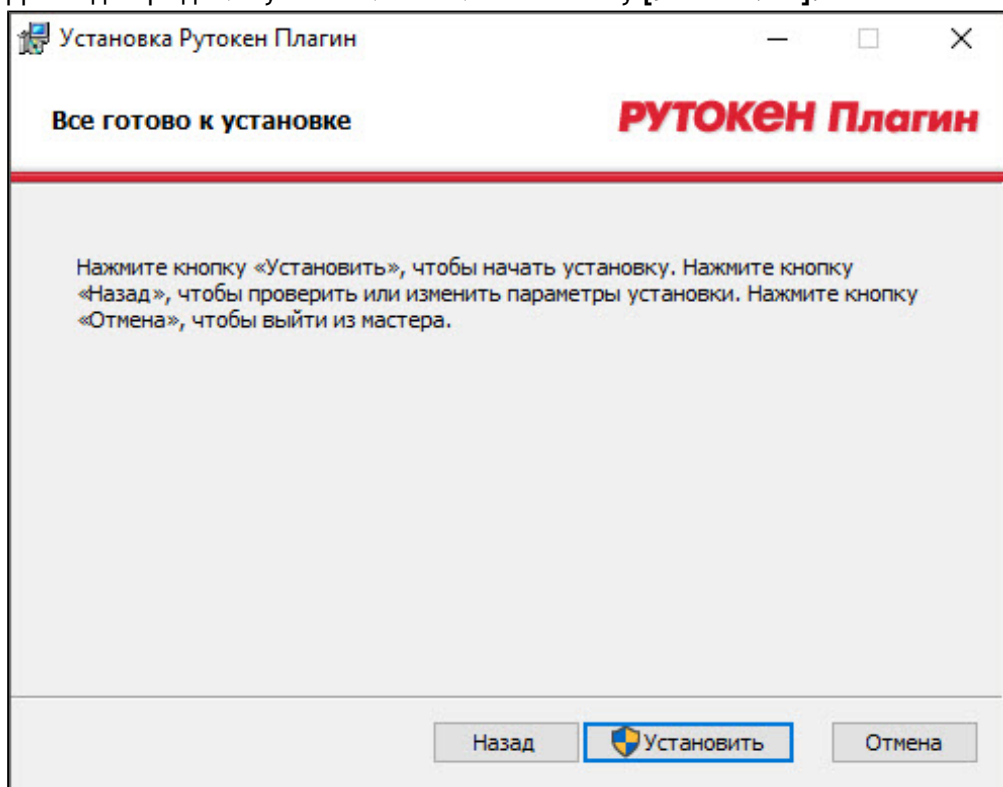 Установка Рутокен Плагин
Все готово к установке
РУТОКЕН Плагин
Нажмите кнопку «Установить», чтобы начать установку. Нажмите кнопку
«Назад», чтобы проверить или изменить параметры установки. Нажмите кнопку
«Отмена», чтобы выйти из мастера.
Назад
Установить
Отмена